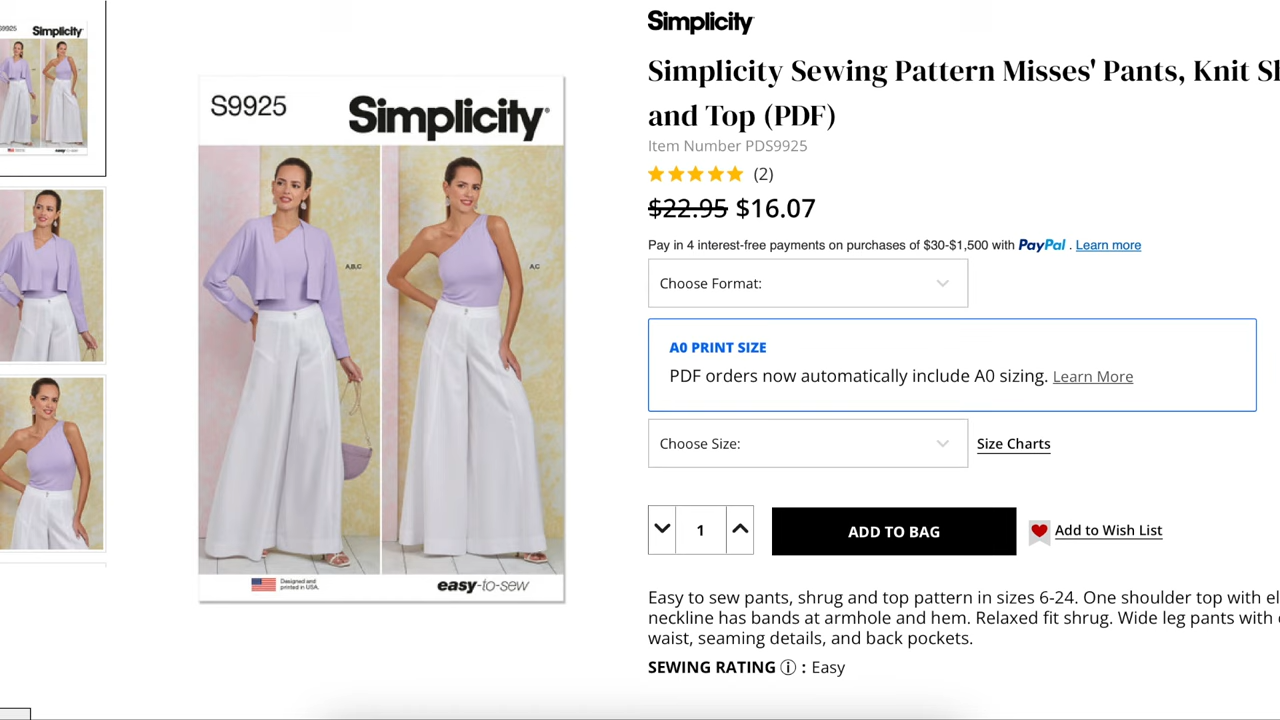 S9925
Simplicity
Simplicity
Simplicity Sewing Pattern Misses' Pants, Knit
and Top (PDF)
Item Number PDS9925
(2)
$22.95 $16.07
Pay in 4 interest-free payments on purchases of $30-$1,500 with PayPal . Learn more
Choose Format:
A0 PRINT SIZE
PDF orders now automatically include A0 sizing. Learn More
Choose Size:
Size Charts
1
ADD TO BAG
Add to Wish List
Easy to sew pants, shrug and top pattern in sizes 6-24. One shoulder top with
neckline has bands at armhole and hem. Relaxed fit shrug. Wide leg pants with
waist, seaming details, and back pockets.
SEWING RATING : Easy
S9925
Simplicity
A,B,C
A,C
Designed and
printed in USA.
easy-to-sew